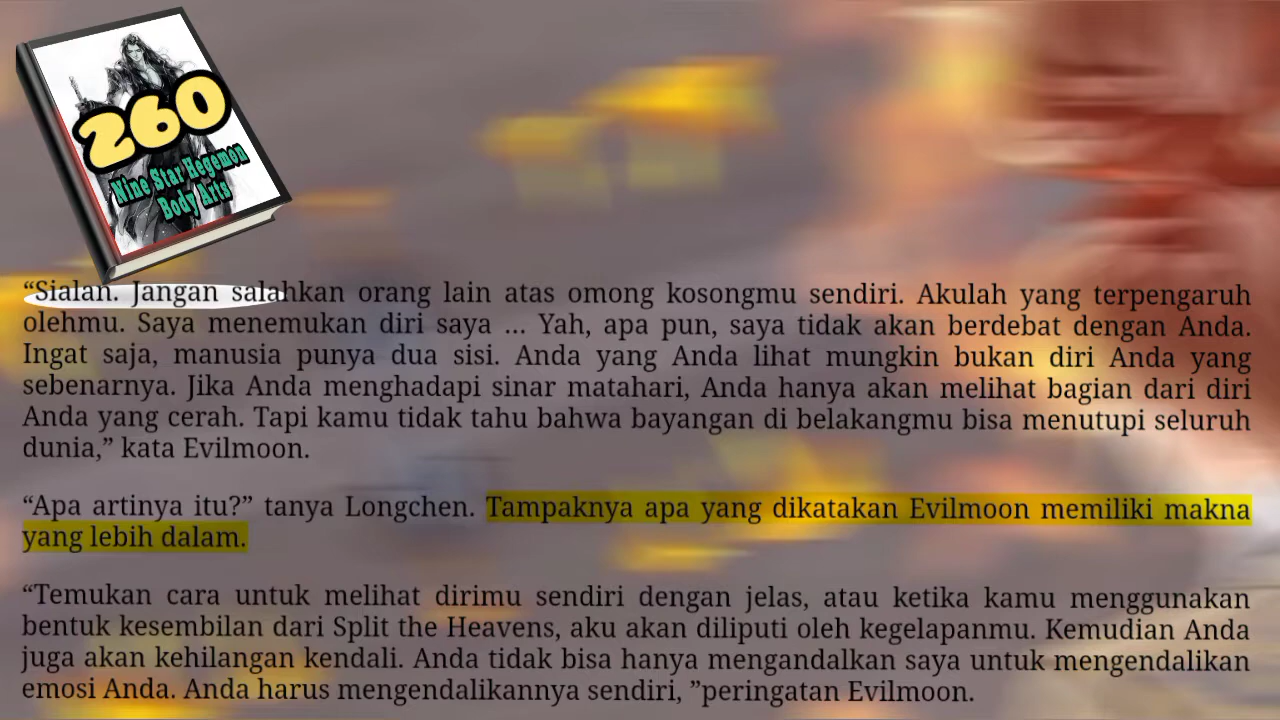 260
Nine Star Hegemon
Body Arts
“Sialan. Jangan salahkan orang lain atas omong kosongmu sendiri. Akulah yang terpengaruh
olehmu. Saya menemukan diri saya ... Yah, apa pun, saya tidak akan berdebat dengan Anda.
Ingat saja, manusia punya dua sisi. Anda yang Anda lihat mungkin bukan diri Anda yang
sebenarnya. Jika Anda menghadapi sinar matahari, Anda hanya akan melihat bagian dari diri
Anda yang cerah. Tapi kamu tidak tahu bahwa bayangan di belakangmu bisa menutupi seluruh
dunia,” kata Evilmoon.
“Apa artinya itu?” tanya Longchen. Tampaknya apa yang dikatakan Evilmoon memiliki makna
yang lebih dalam.
“Temukan cara untuk melihat dirimu sendiri dengan jelas, atau ketika kamu menggunakan
bentuk kesembilan dari Split the Heavens, aku akan diliputi oleh kegelapanmu. Kemudian Anda
juga akan kehilangan kendali. Anda tidak bisa hanya mengandalkan saya untuk mengendalikan
emosi Anda. Anda harus mengendalikannya sendiri, ”peringatan Evilmoon.